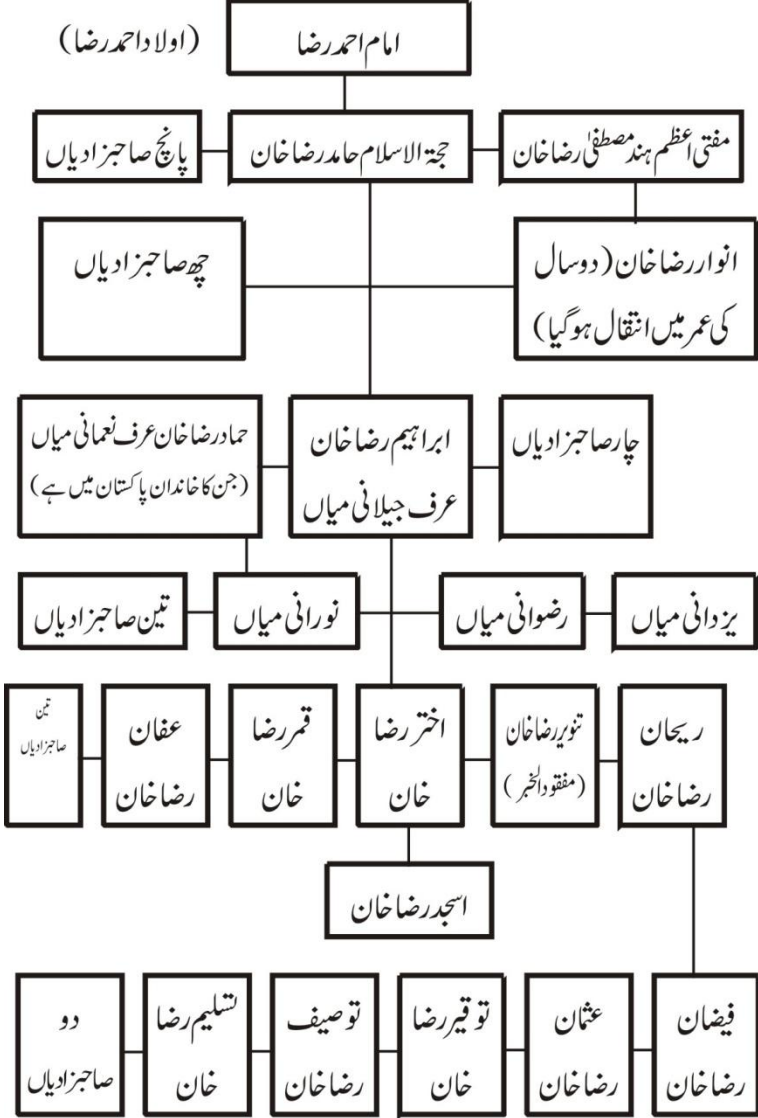 امام احمد رضا
(اولاد احمد رضا)
مفتی اعظم ہند مصطفیٰ رضا خان
حجۃ الاسلام حامد رضا خان
پانچ صاحبزادیاں
انوار رضا خان (دو سال
کی عمر میں انتقال ہو گیا)
چھ صاحبزادیاں
چار صاحبزادیاں
ابراہیم رضا خان
عرف جیلانی میاں
حماد رضا خان عرف نعمانی میاں
(جن کا خاندان پاکستان میں ہے)
یزدانی میاں
رضوانی میاں
نورانی میاں
تین صاحبزادیاں
ریحان
رضا خان
تنویر رضا خان
(مفقود الخبر)
اختر رضا
خان
قمر رضا
خان
عفان
رضا خان
تین
صاحبزادیاں
اسجد رضا خان
فیضان
رضا خان
عثمان
رضا خان
توقیر رضا
خان
توصیف
رضا خان
تسلیم رضا
خان
دو
صاحبزادیاں